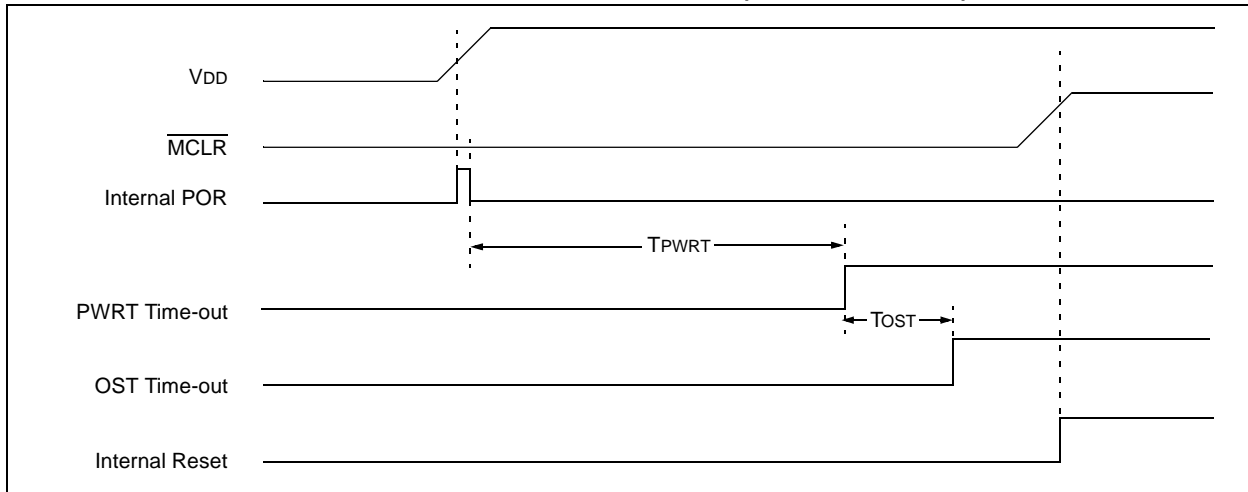 VDD
MCLR
Internal POR
TPWRT
PWRT Time-out
TOST
OST Time-out
Internal Reset